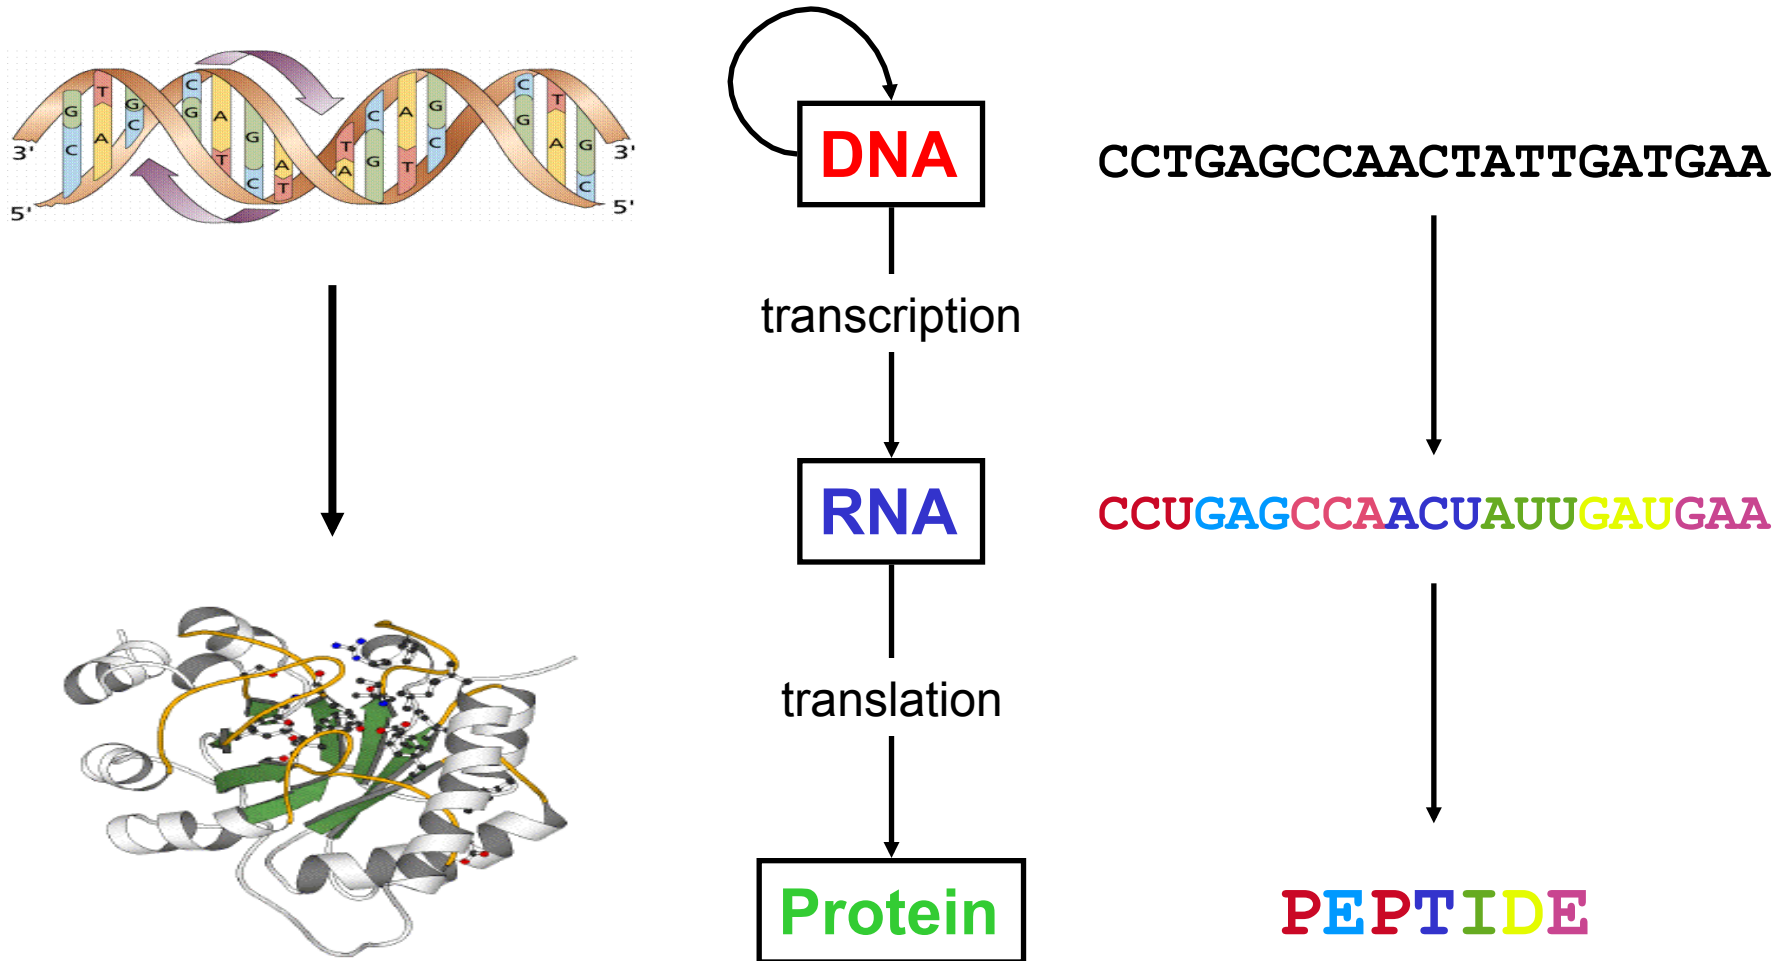 G T G C C A G C T A G C T G
C A C G A T G C A T T A G T C G A C
3' 3'
5' 5'
DNA
CCTGAGCCAACTATTGATGAA
transcription
RNA
CCUGAGCCAACUAUUGAUGAA
translation
Protein
PEPTIDE